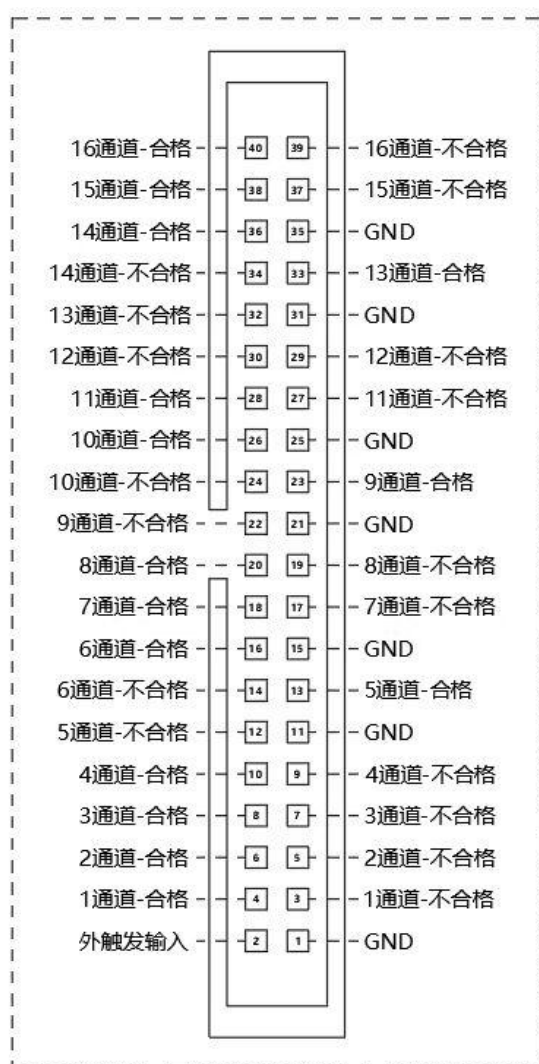 16通道-合格 40 39 16通道-不合格
15通道-合格 38 37 15通道-不合格
14通道-合格 36 35 GND
14通道-不合格 34 33 13通道-合格
13通道-不合格 32 31 GND
12通道-不合格 30 29 12通道-不合格
11通道-合格 28 27 11通道-不合格
10通道-合格 26 25 GND
10通道-不合格 24 23 9通道-合格
9通道-不合格 22 21 GND
8通道-合格 20 19 8通道-不合格
7通道-合格 18 17 7通道-不合格
6通道-合格 16 15 GND
6通道-不合格 14 13 5通道-合格
5通道-不合格 12 11 GND
4通道-合格 10 9 4通道-不合格
3通道-合格 8 7 3通道-不合格
2通道-合格 6 5 2通道-不合格
1通道-合格 4 3 1通道-不合格
外触发输入 2 1 GND